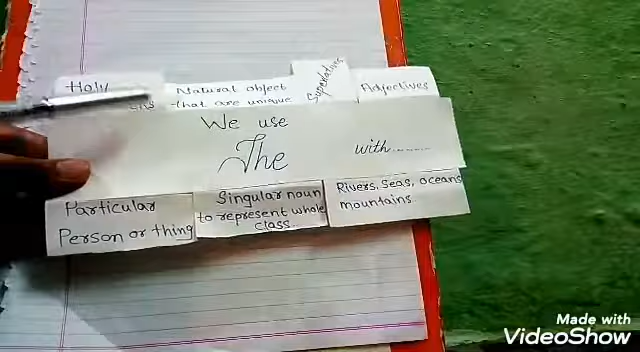 Holy
Natural object
that are unique
Superlatives
Adjectives
We use
The with......
Particular
Person or thing
Singular noun
to represent whole
class.
Rivers, Seas, oceans
mountains
Made with
VideoShow